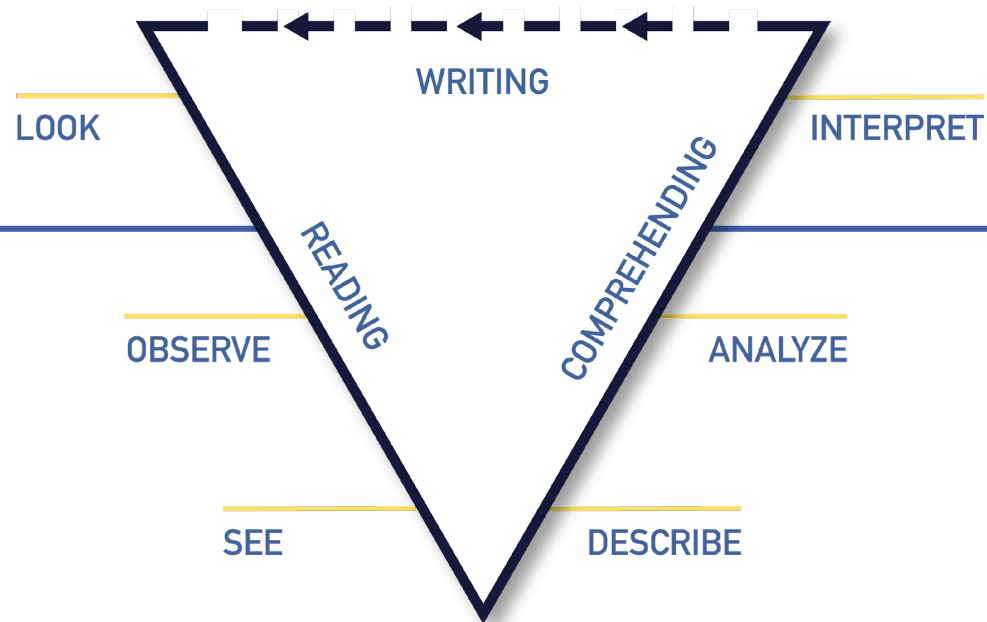 WRITING
LOOK
INTERPRET
READING
COMPREHENDING
OBSERVE
ANALYZE
SEE
DESCRIBE